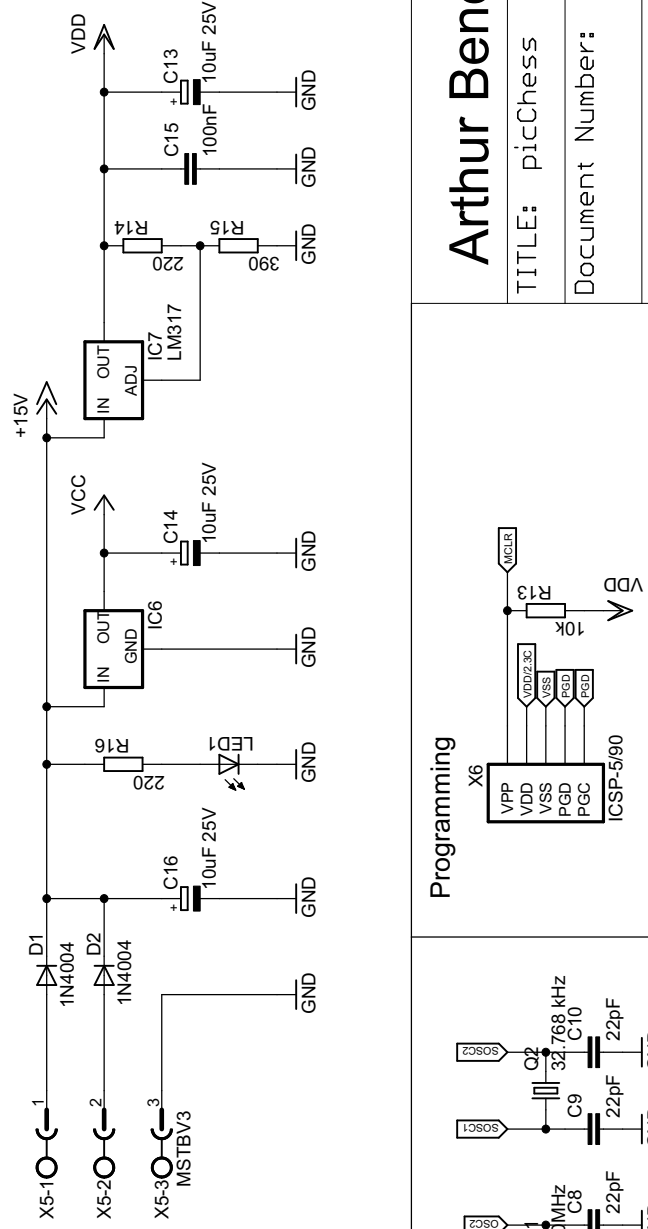 VDD
C13
+
10uF 25V
GND
C15
100nF
GND
R14
220
R15
390
GND
IN
OUT
ADJ
IC7
LM317
+15V
VCC
C14
+
10uF 25V
GND
IN
OUT
GND
IC6
GND
R16
220
LED1
GND
C16
+
10uF 25V
GND
D1
1N4004
D2
1N4004
GND
X5-1
1
X5-2
2
X5-3
3
MSTBV3
Arthur
TITLE: picChess
Document Number:
Programming
X6
VPP
VDD
VSS
PGD
PGC
ICSP-5/90
VDD/2.3C
VSS
PGD
PGD
MCLR
R13
10k
VDD
SOSC2
SOSC1
Q2
32.768 kHz
C10
22pF
C9
22pF
OSC2
C8
22pF